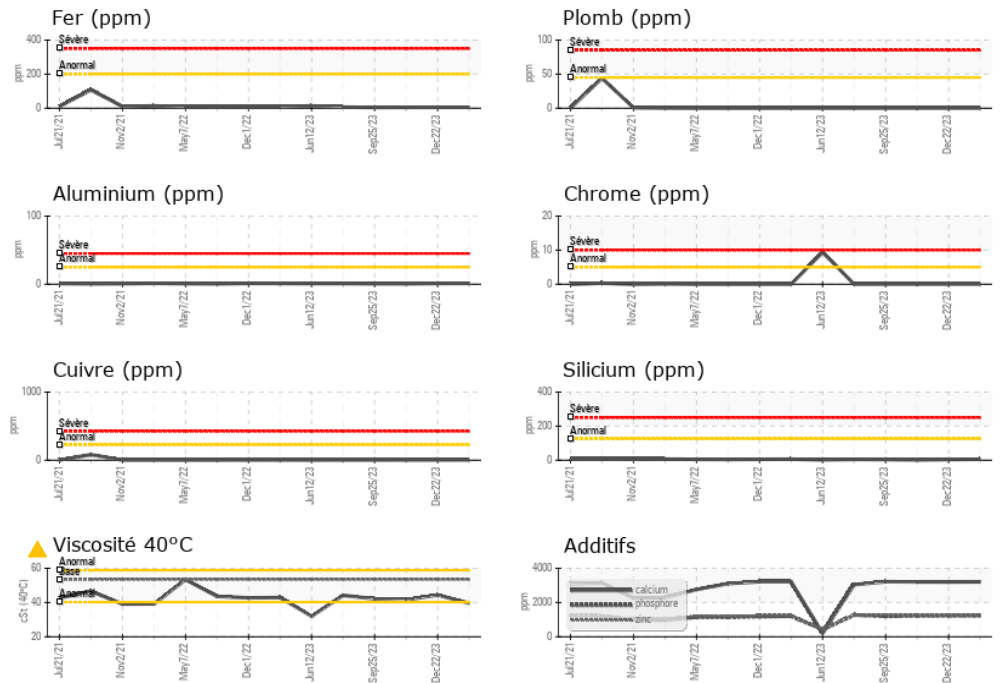 Fer (ppm)
400
200
0
ppm
Sévère
Anormal
Jul21/21
Nov2/21
May7/22
Dec1/22
Jun12/23
Sep25/23
Dec22/23
Plomb (ppm)
100
50
0
ppm
Sévère
Anormal
Jul21/21
Nov2/21
May7/22
Dec1/22
Jun12/23
Sep25/23
Dec22/23
Aluminium (ppm)
100
0
ppm
Sévère
Anormal
Jul21/21
Nov2/21
May7/22
Dec1/22
Jun12/23
Sep25/23
Dec22/23
Chrome (ppm)
20
10
0
ppm
Sévère
Anormal
Jul21/21
Nov2/21
May7/22
Dec1/22
Jun12/23
Sep25/23
Dec22/23
Cuivre (ppm)
1000
0
ppm
Sévère
Anormal
Jul21/21
Nov2/21
May7/22
Dec1/22
Jun12/23
Sep25/23
Dec22/23
Silicium (ppm)
400
200
0
ppm
Sévère
Anormal
Jul21/21
Nov2/21
May7/22
Dec1/22
Jun12/23
Sep25/23
Dec22/23
Viscosité 40°C
60
40
20
cSt (40°C)
Anormal
Base
Anormal
Jul21/21
Nov2/21
May7/22
Dec1/22
Jun12/23
Sep25/23
Dec22/23
Additifs
4000
2000
0
ppm
calcium
phosphore
zinc
Jul21/21
Nov2/21
May7/22
Dec1/22
Jun12/23
Sep25/23
Dec22/23